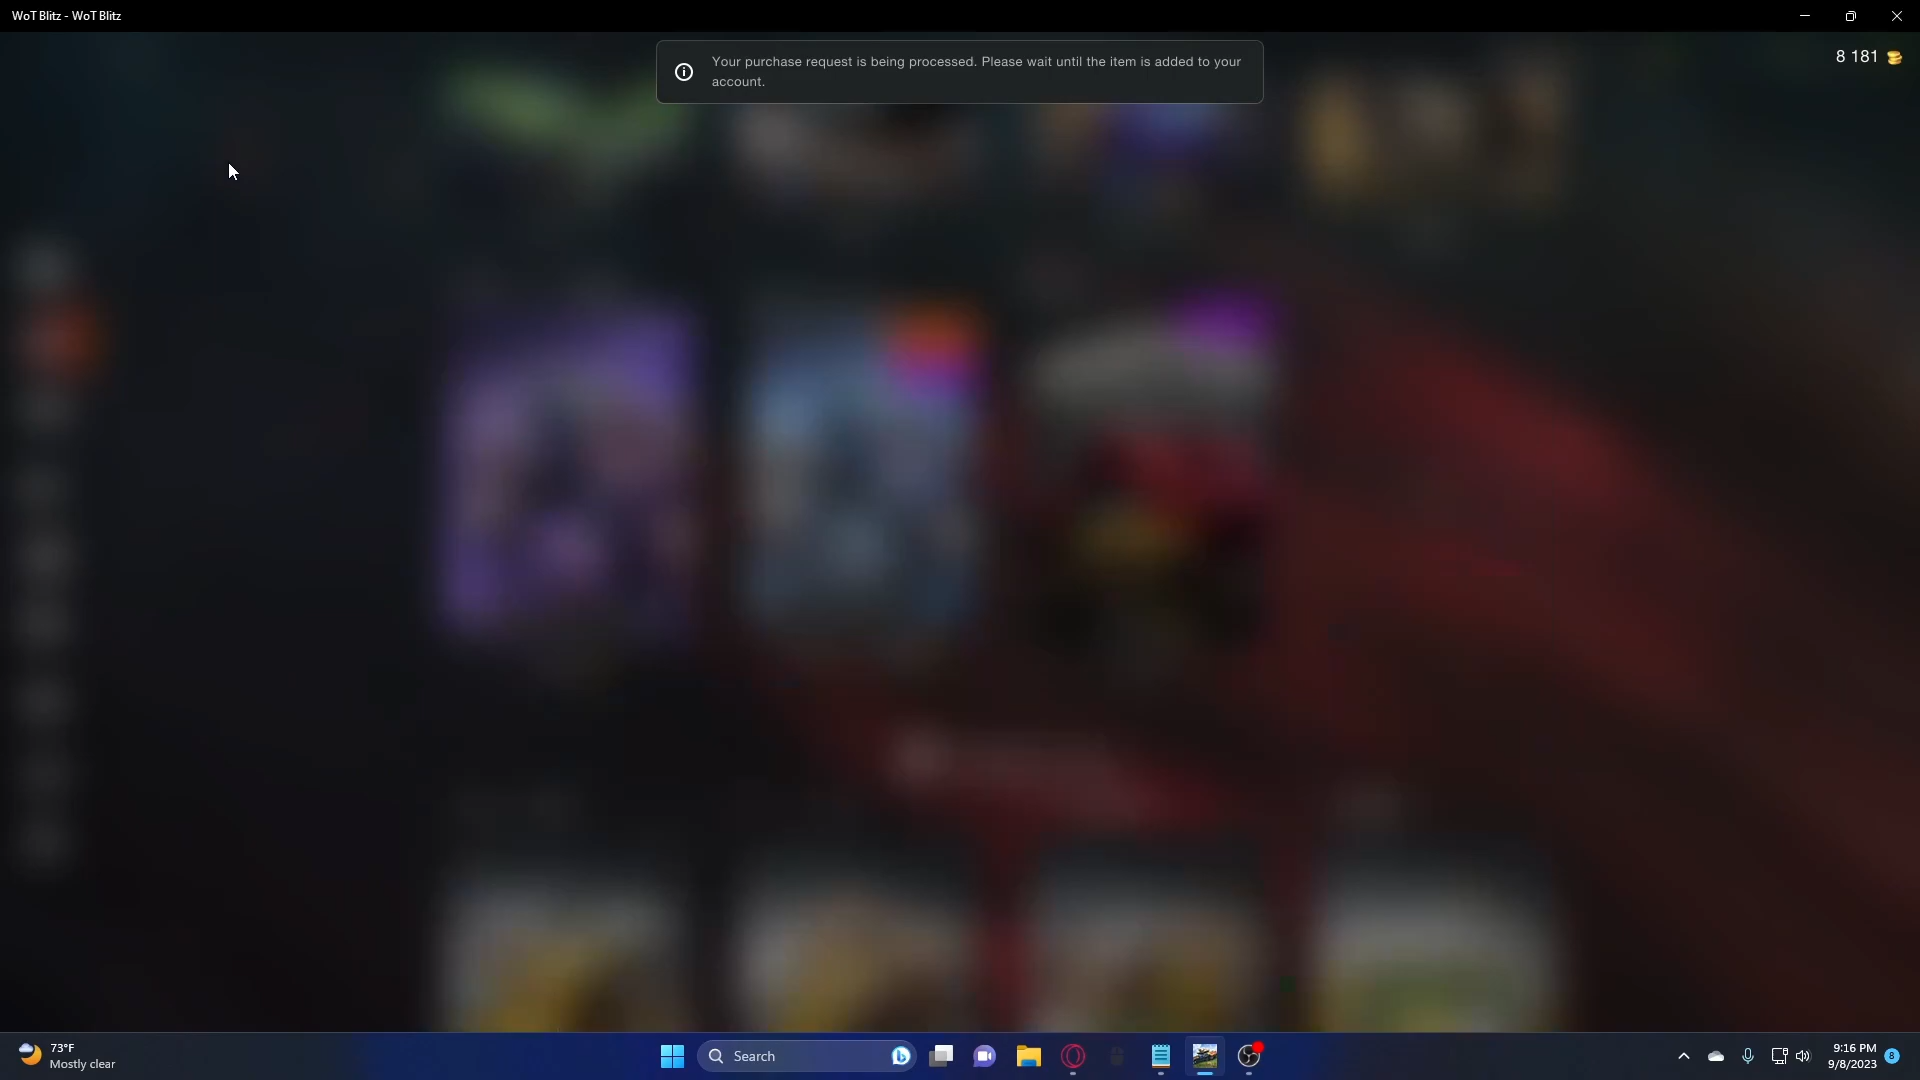 WoT Blitz - WoT Blitz
Your purchase request is being processed. Please wait until the item is added to your
account.
8 181
73°F
Mostly clear
Search
9:16 PM
9/8/2023
8